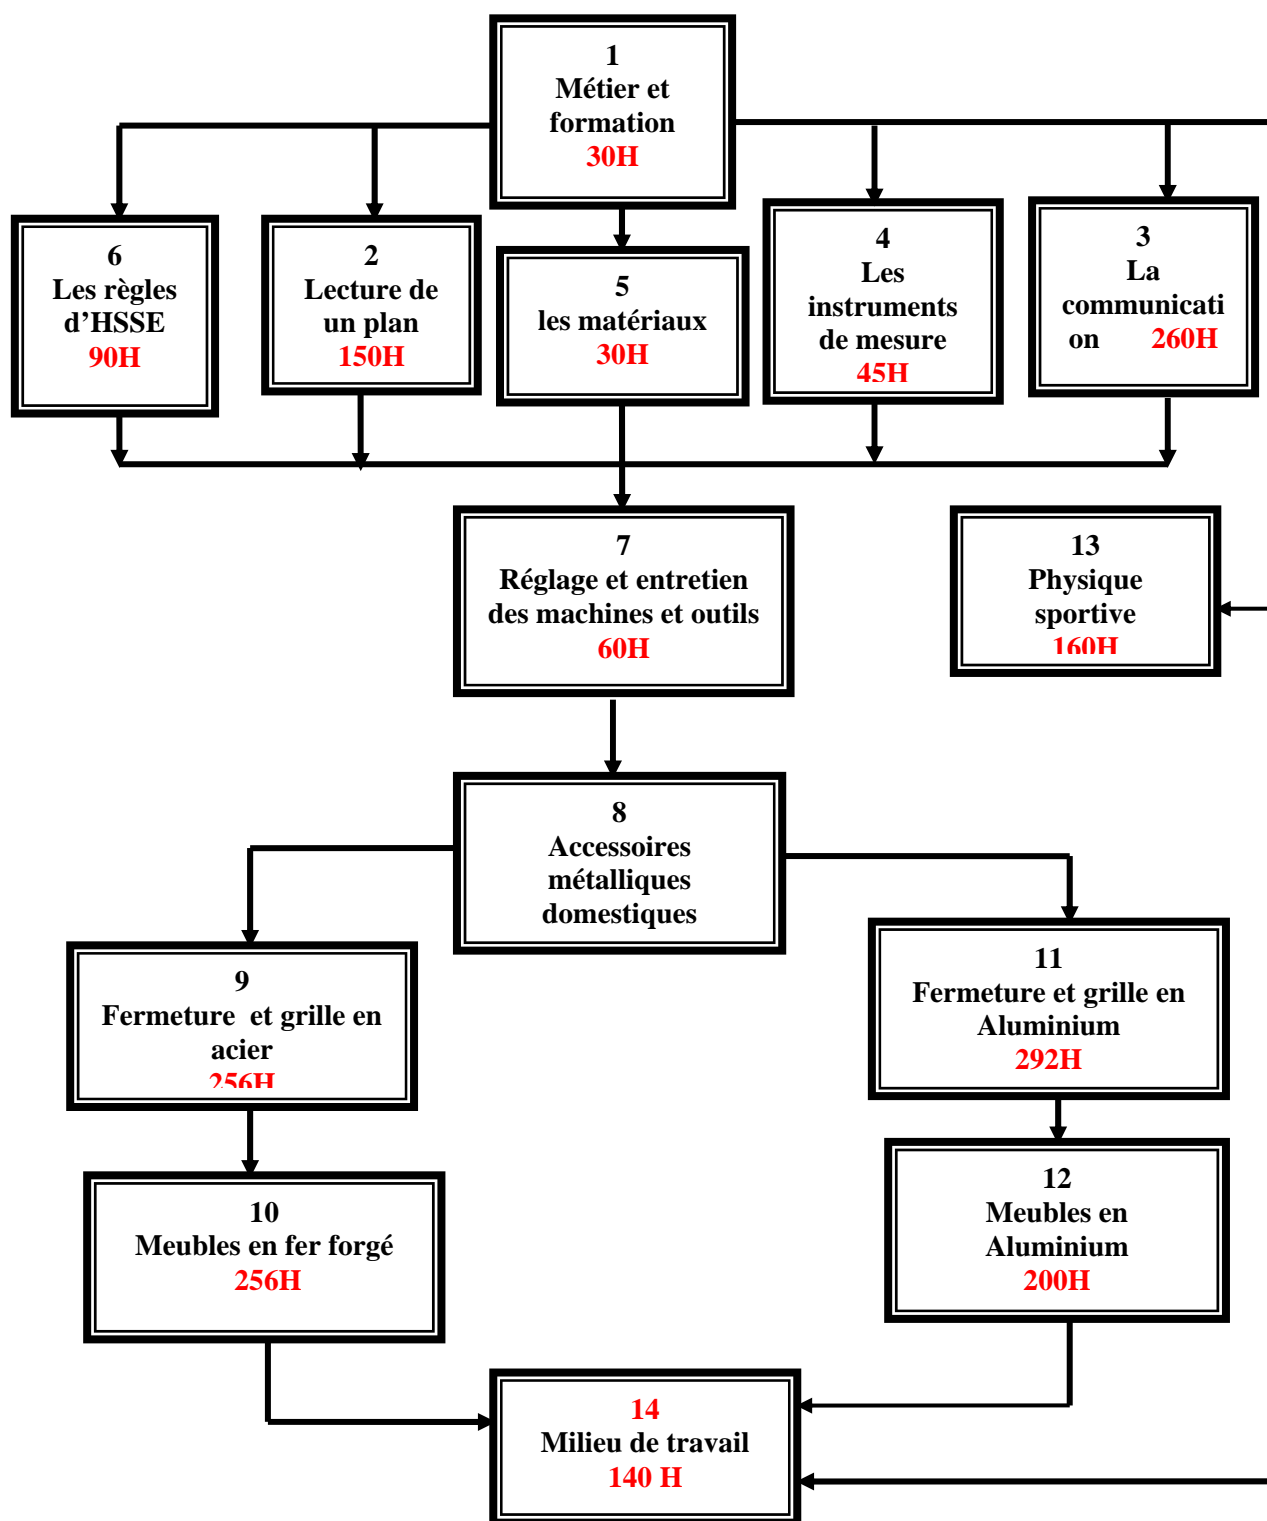 1
Métier et
formation
30H
6
Les règles
d’HSSE
90H
2
Lecture de
un plan
150H
5
les matériaux
30H
4
Les
instruments
de mesure
45H
3
La
communicati
on 260H
7
Réglage et entretien
des machines et outils
60H
13
Physique
sportive
160H
8
Accessoires
métalliques
domestiques
9
Fermeture et grille en
acier
256H
11
Fermeture et grille en
Aluminium
292H
10
Meubles en fer forgé
256H
12
Meubles en
Aluminium
200H
14
Milieu de travail
140 H